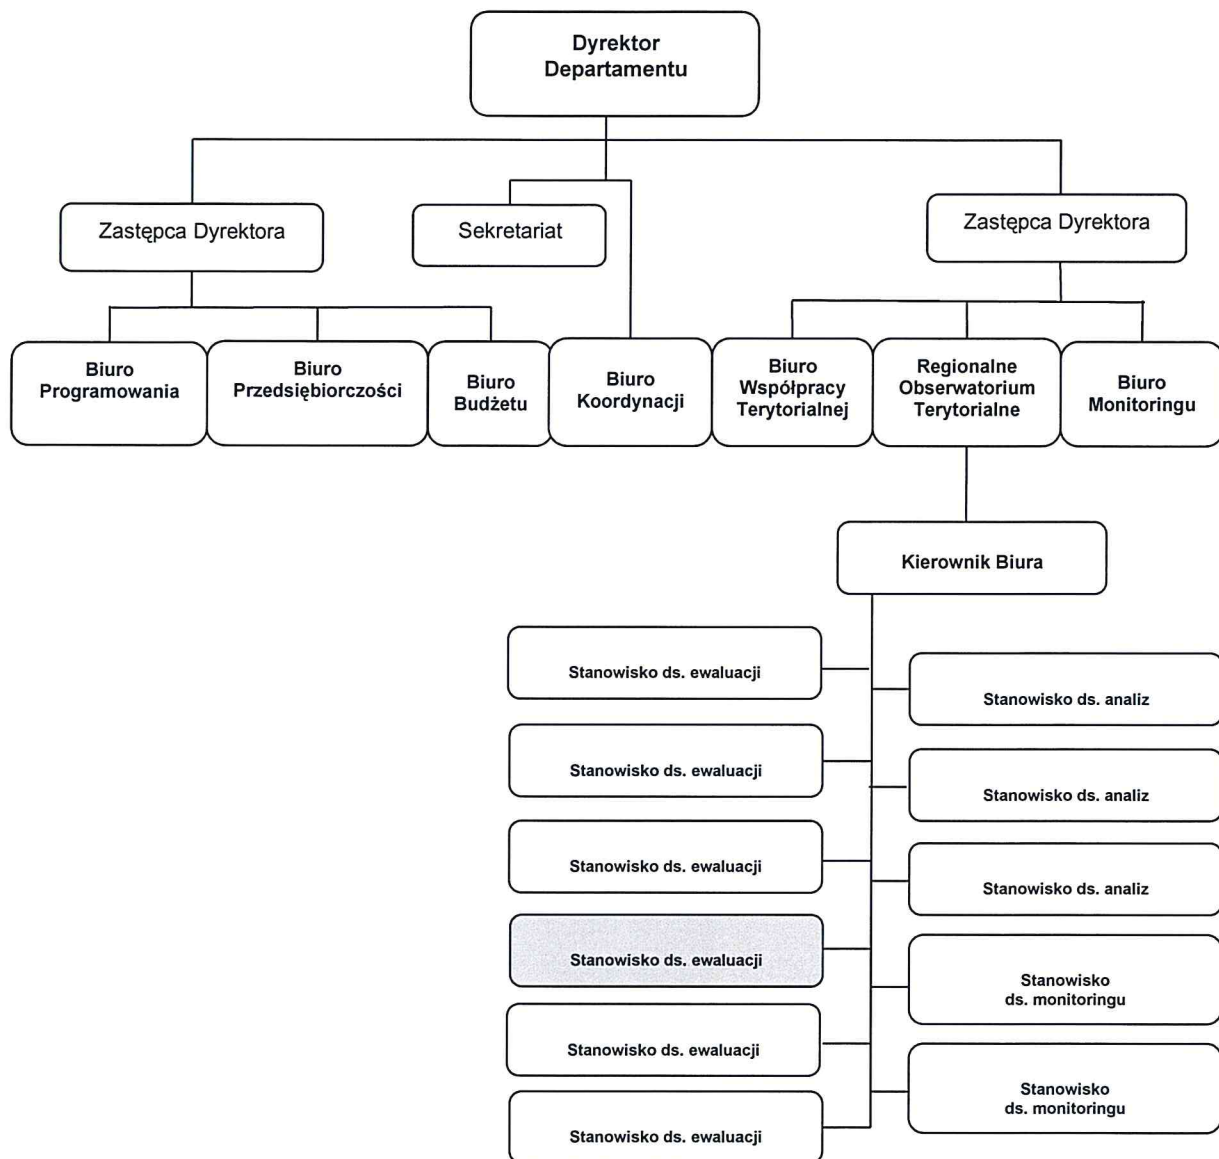 Dyrektor
Departamentu
Zastępca Dyrektora
Sekretariat
Zastępca Dyrektora
Biuro
Programowania
Biuro
Przedsiębiorczości
Biuro
Budżetu
Biuro
Koordynacji
Biuro
Współpracy
Terytorialnej
Regionalne
Obserwatorium
Terytorialne
Biuro
Monitoringu
Kierownik Biura
Stanowisko ds. ewaluacji
Stanowisko ds. analiz
Stanowisko ds. ewaluacji
Stanowisko ds. analiz
Stanowisko ds. ewaluacji
Stanowisko ds. analiz
Stanowisko ds. ewaluacji
Stanowisko
ds. monitoringu
Stanowisko ds. ewaluacji
Stanowisko
ds. monitoringu
Stanowisko ds. ewaluacji